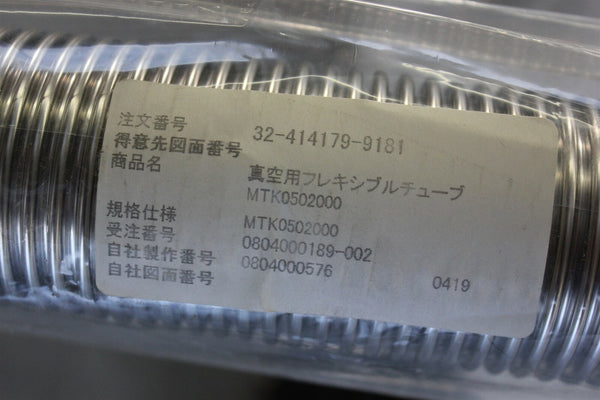 注文番号 32-414179-9181
得意先図面番号
商品名 真空用フレキシブルチューブ
MTK0502000
規格仕様 MTK0502000
受注番号 0804000189-002
自社製作番号 0804000576 0419
自社図面番号